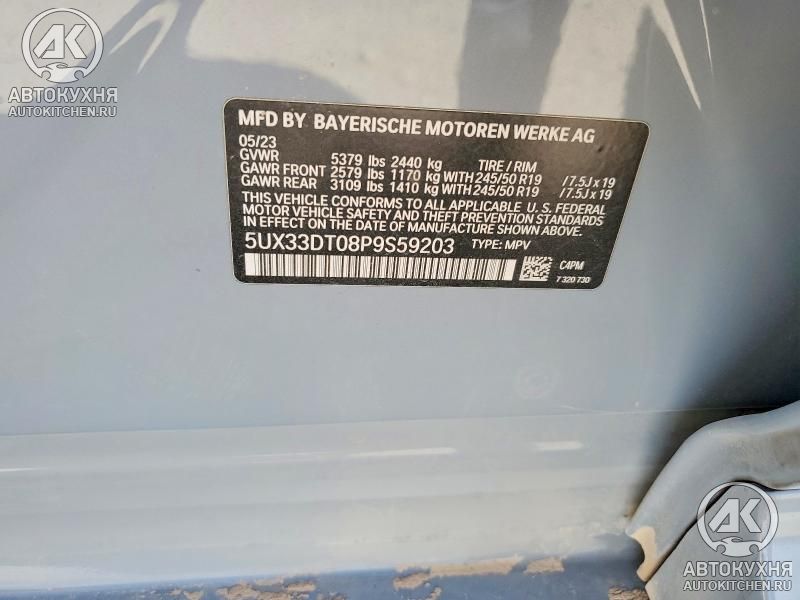 АК
АВТОКУХНЯ
AUTOKITCHEN.RU
MFD BY BAYERISCHE MOTOREN WERKE AG
05/23
GVWR 5379 lbs 2440 kg TIRE / RIM
GAWR FRONT 2579 lbs 1170 kg WITH 245/50 R19 /7.5J x 19
GAWR REAR 3109 lbs 1410 kg WITH 245/50 R19 /7.5J x 19
THIS VEHICLE CONFORMS TO ALL APPLICABLE U. S. FEDERAL
MOTOR VEHICLE SAFETY AND THEFT PREVENTION STANDARDS
IN EFFECT ON THE DATE OF MANUFACTURE SHOWN ABOVE.
5UX33DT08P9S59203 TYPE: MPV
C4PM
7 320 730
АК
АВТОКУХНЯ
AUTOKITCHEN.RU